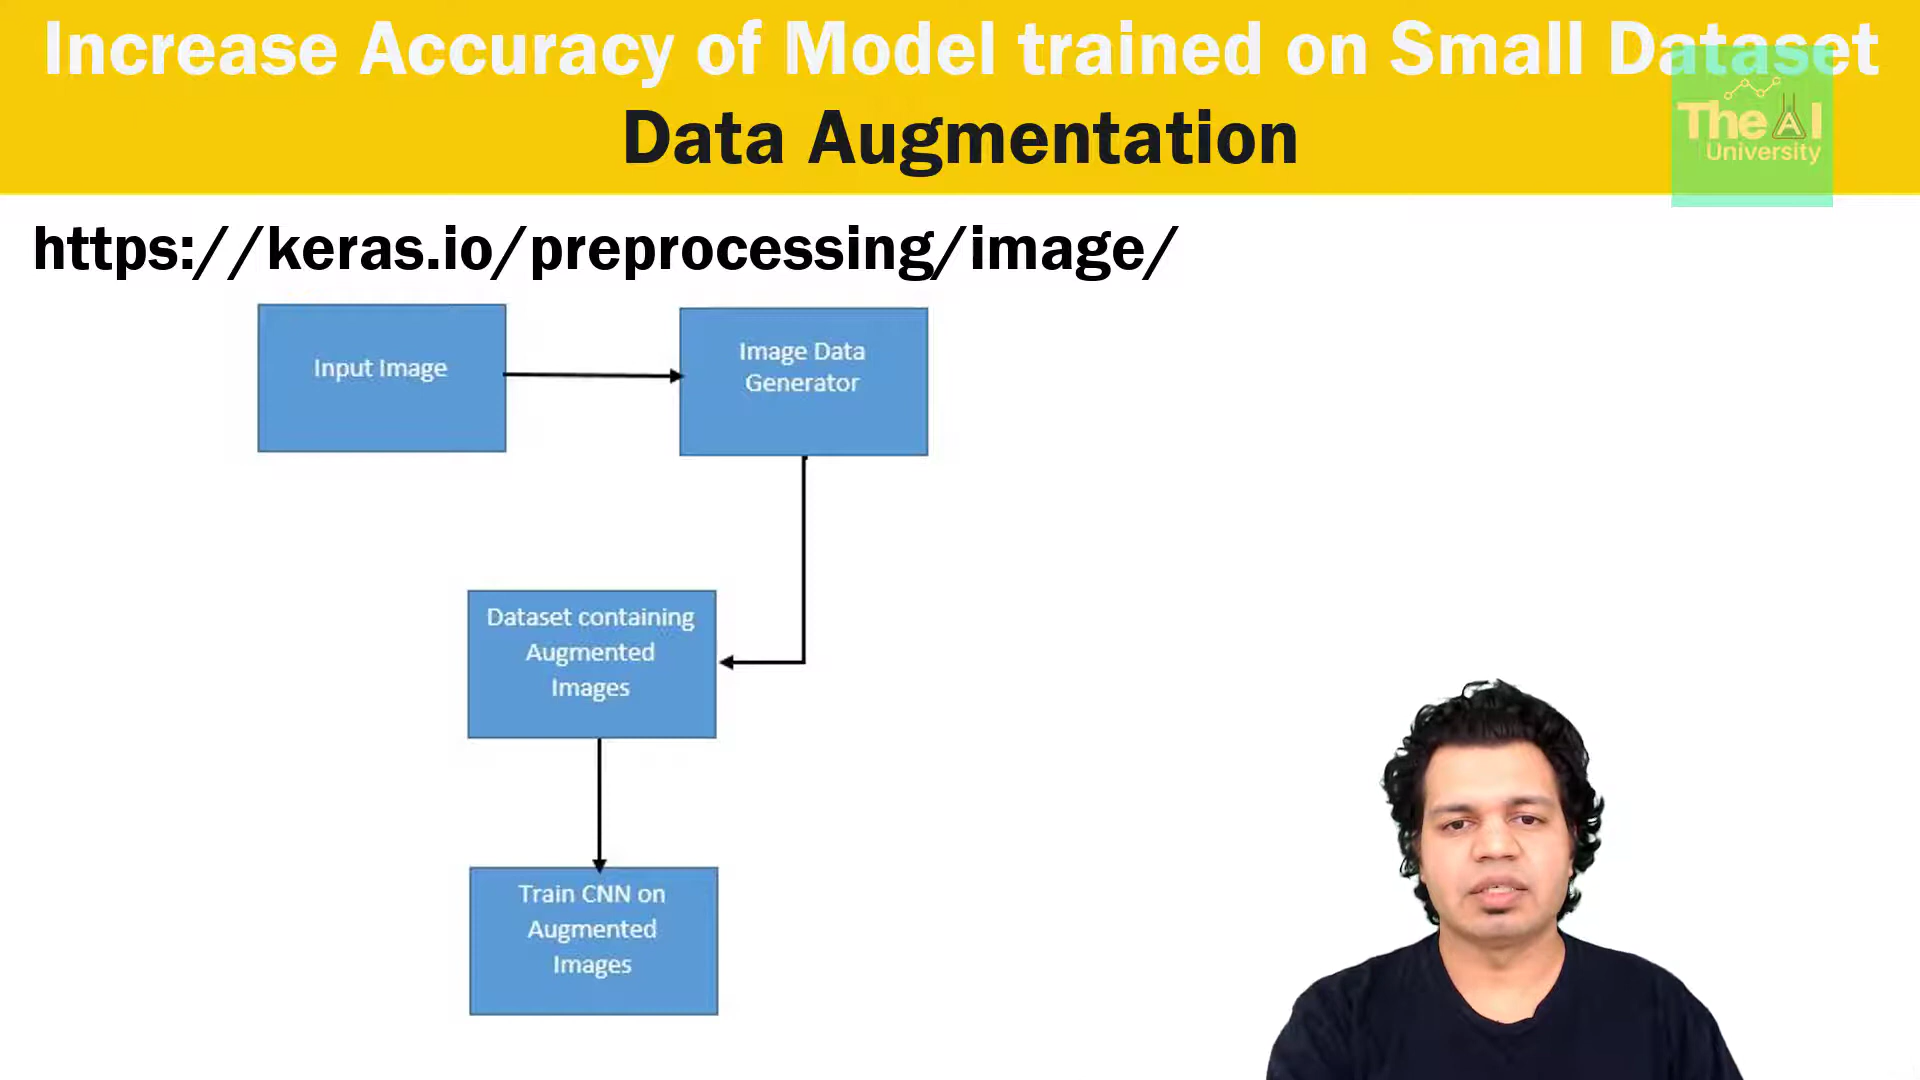 Increase Accuracy of Model trained on Small Dataset
Data Augmentation
The AI
University
https://keras.io/preprocessing/image/
Input Image
Image Data
Generator
Dataset containing
Augmented
Images
Train CNN on
Augmented
Images